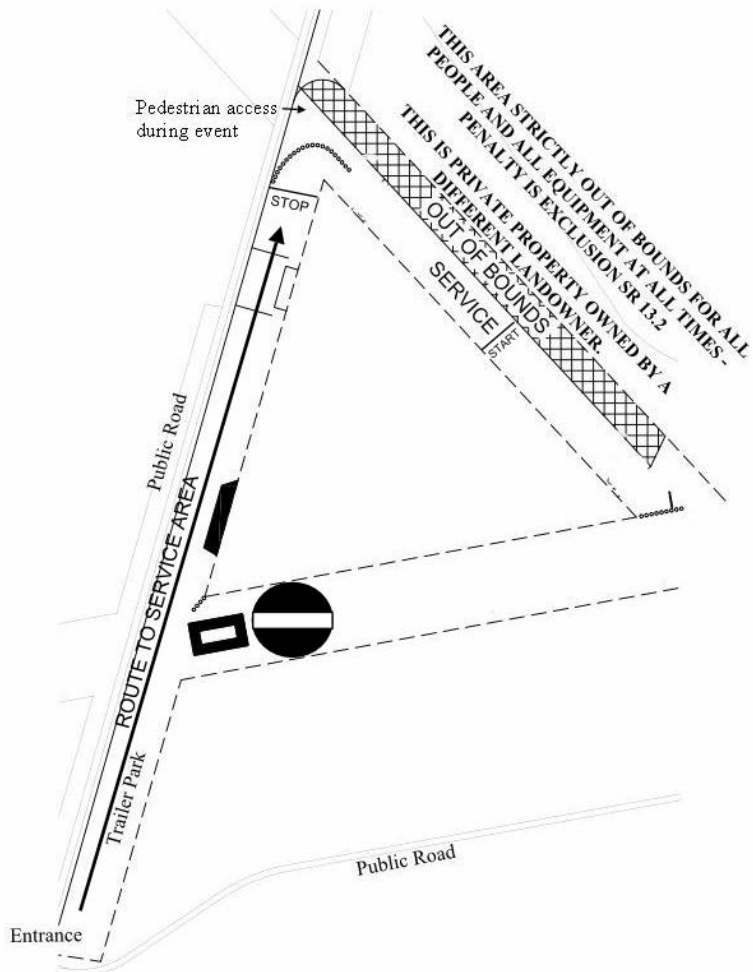 THIS AREA STRICTLY OUT OF BOUNDS FOR ALL
PEOPLE AND ALL EQUIPMENT AT ALL TIMES -
PENALTY IS EXCLUSION SR 13.2
THIS IS PRIVATE PROPERTY OWNED BY A
DIFFERENT LANDOWNER.
Pedestrian access
during event
STOP
OUT OF BOUNDS
SERVICE
START
Public Road
ROUTE TO SERVICE AREA
Trailer Park
Public Road
Entrance